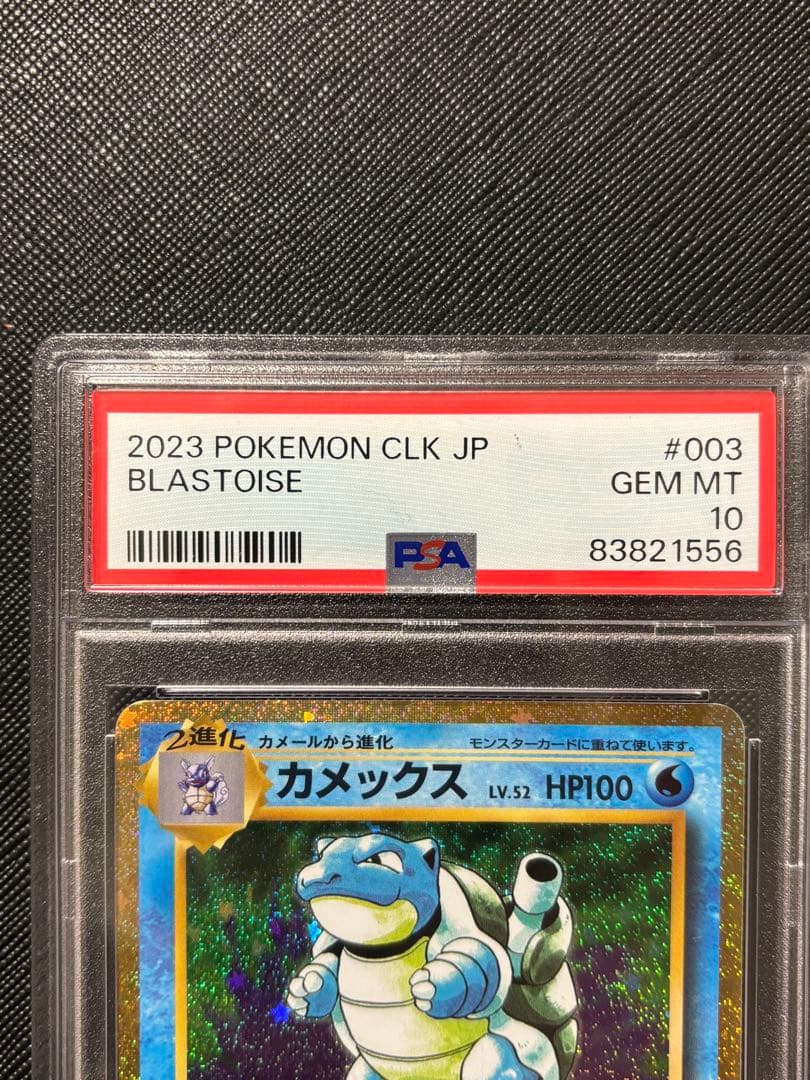 2023 POKEMON CLK JP #003
BLASTOISE GEM MT
10
PSA 83821556
2進化 カメールから進化 モンスターカードに重ねて使います。
カメックス LV.52 HP100